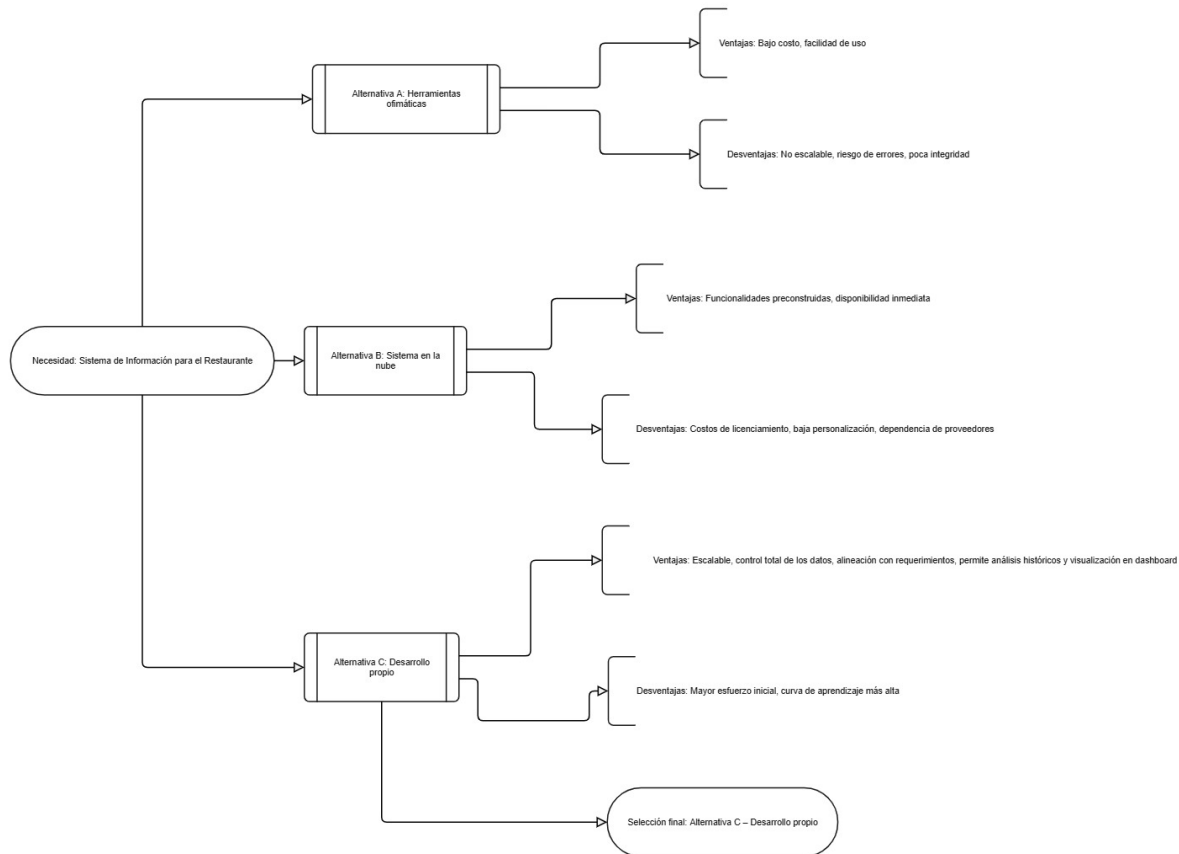 Ventajas: Bajo costo, facilidad de uso
Alternativa A: Herramientas
ofimáticas
Desventajas: No escalable, riesgo de errores, poca integridad
Ventajas: Funcionalidades preconstruidas, disponibilidad inmediata
Necesidad: Sistema de Información para el Restaurante
Alternativa B: Sistema en la
nube
Desventajas: Costos de licenciamiento, baja personalización, dependencia de proveedores
Ventajas: Escalable, control total de los datos, alineación con requerimientos, permite análisis históricos y visualización en dashboard
Alternativa C: Desarrollo
propio
Desventajas: Mayor esfuerzo inicial, curva de aprendizaje más alta
Selección final: Alternativa C – Desarrollo propio